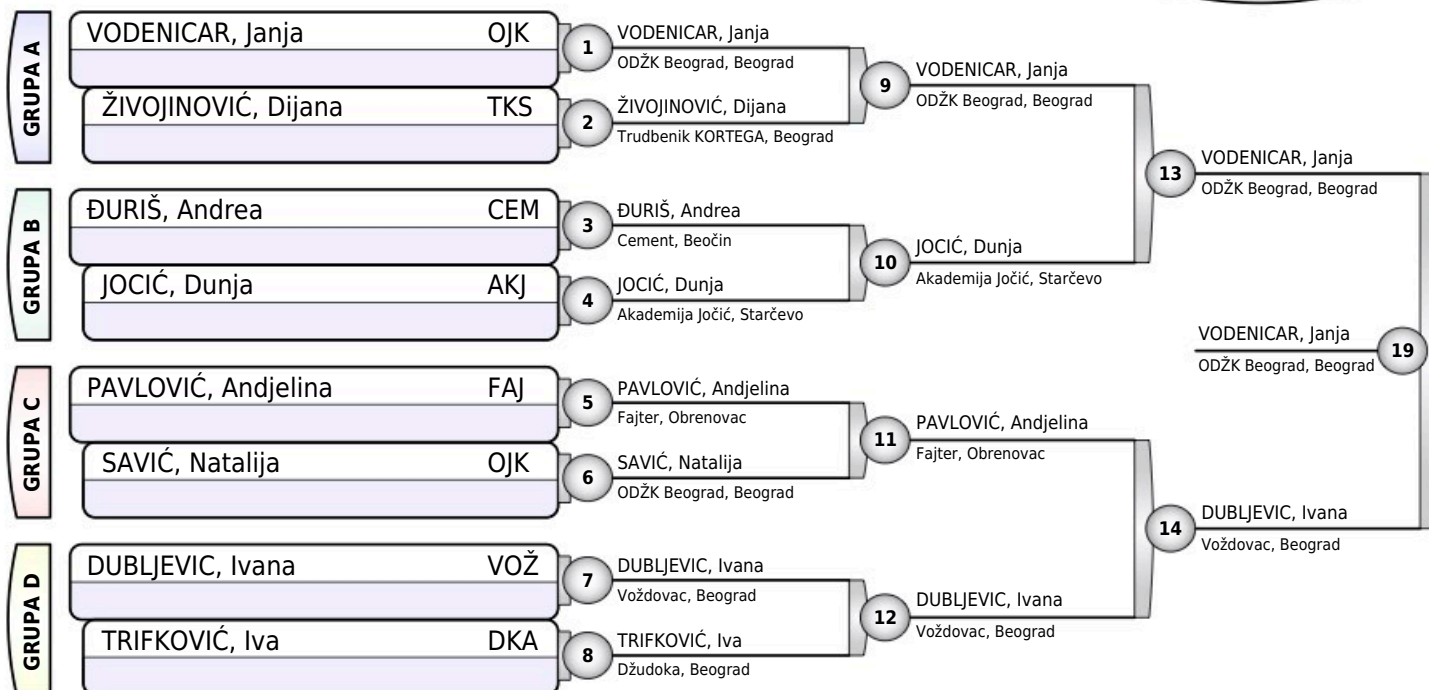 GRUPA A
VODENICAR, Janja OJK
ŽIVOJINOVIĆ, Dijana TKS
GRUPA B
ĐURIŠ, Andrea CEM
JOCIĆ, Dunja AKJ
GRUPA C
PAVLOVIĆ, Andjelina FAJ
SAVIĆ, Natalija OJK
GRUPA D
DUBLJEVIC, Ivana VOŽ
TRIFKOVIĆ, Iva DKA
1
VODENICAR, Janja
ODŽK Beograd, Beograd
2
ŽIVOJINOVIĆ, Dijana
Trudbenik KORTEGA, Beograd
3
ĐURIŠ, Andrea
Cement, Beočin
4
JOCIĆ, Dunja
Akademija Jočić, Starčevo
5
PAVLOVIĆ, Andjelina
Fajter, Obrenovac
6
SAVIĆ, Natalija
ODŽK Beograd, Beograd
7
DUBLJEVIC, Ivana
Voždovac, Beograd
8
TRIFKOVIĆ, Iva
Džudoka, Beograd
9
VODENICAR, Janja
ODŽK Beograd, Beograd
10
JOCIĆ, Dunja
Akademija Jočić, Starčevo
11
PAVLOVIĆ, Andjelina
Fajter, Obrenovac
12
DUBLJEVIC, Ivana
Voždovac, Beograd
13
VODENICAR, Janja
ODŽK Beograd, Beograd
14
DUBLJEVIC, Ivana
Voždovac, Beograd
VODENICAR, Janja
ODŽK Beograd, Beograd
19